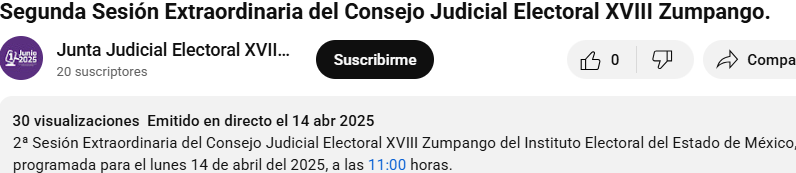 Segunda Sesión Extraordinaria del Consejo Judicial Electoral XVIII Zumpango.
Junio
2025
Junta Judicial Electoral XVII...
20 suscriptores
Suscribirme
0
Compa
30 visualizaciones Emitido en directo el 14 abr 2025
2ª Sesión Extraordinaria del Consejo Judicial Electoral XVIII Zumpango del Instituto Electoral del Estado de México,
programada para el lunes 14 de abril del 2025, a las 11:00 horas.